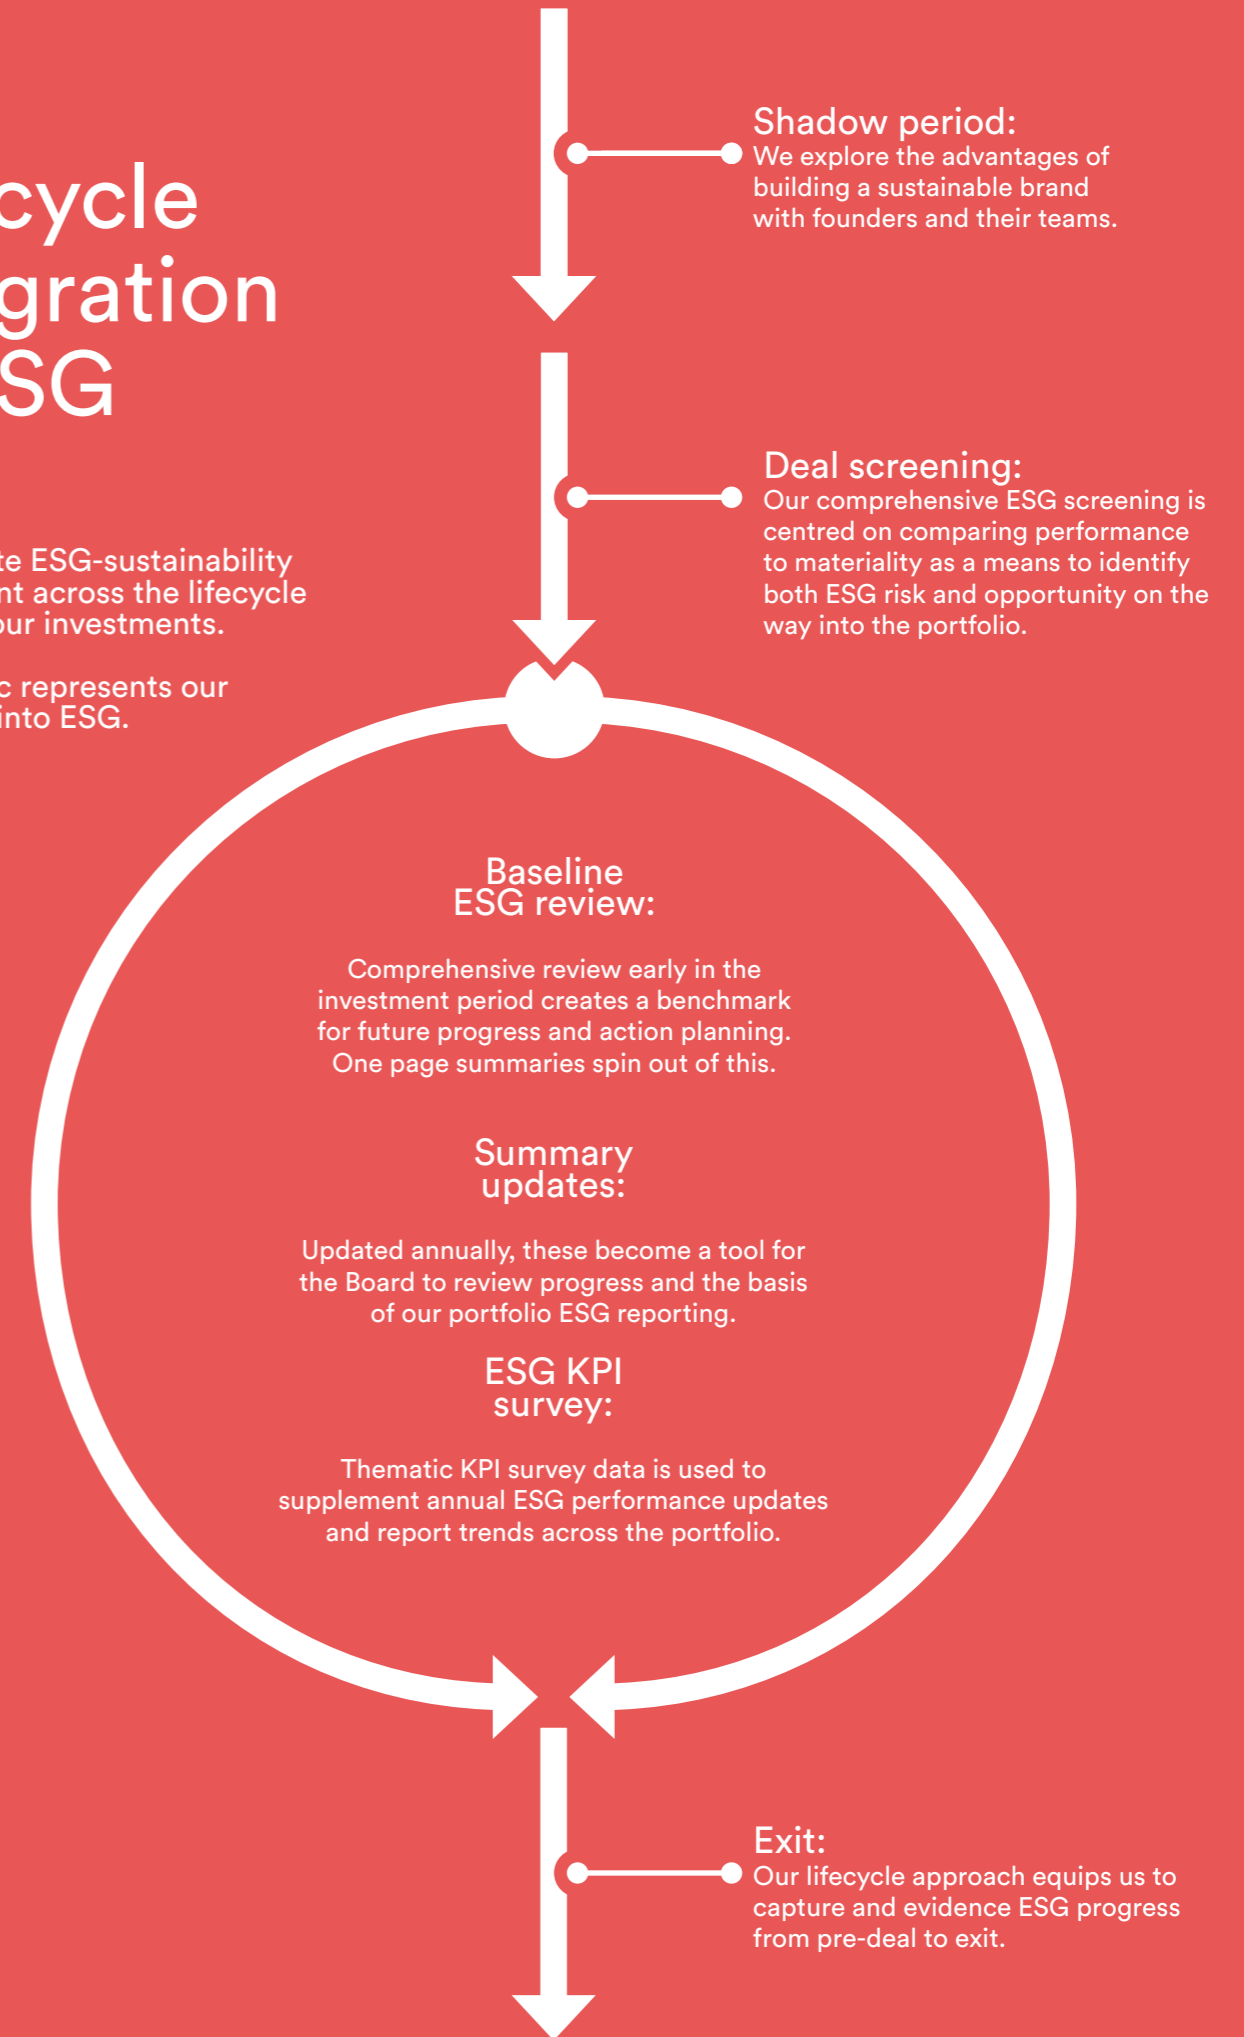 cycle
gration
SG
te ESG-sustainability
nt across the lifecycle
our investments.
c represents our
into ESG.
Shadow period:
We explore the advantages of
building a sustainable brand
with founders and their teams.
Deal screening:
Our comprehensive ESG screening is
centred on comparing performance
to materiality as a means to identify
both ESG risk and opportunity on the
way into the portfolio.
Baseline
ESG review:
Comprehensive review early in the
investment period creates a benchmark
for future progress and action planning.
One page summaries spin out of this.
Summary
updates:
Updated annually, these become a tool for
the Board to review progress and the basis
of our portfolio ESG reporting.
ESG KPI
survey:
Thematic KPI survey data is used to
supplement annual ESG performance updates
and report trends across the portfolio.
Exit:
Our lifecycle approach equips us to
capture and evidence ESG progress
from pre-deal to exit.